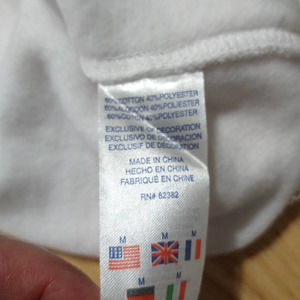 60%COTTON 40%POLYESTER
60%ALGODON 40%POLIESTER
60%COTON 40%POLYESTER
EXCLUSIVE OF DECORATION
EXCLUSIVO DE DECORACION
EXCLUSIF DE DÉCORATION
MADE IN CHINA
HECHO EN CHINA
FABRIQUÉ EN CHINE
RN# 82382
M M M
M M